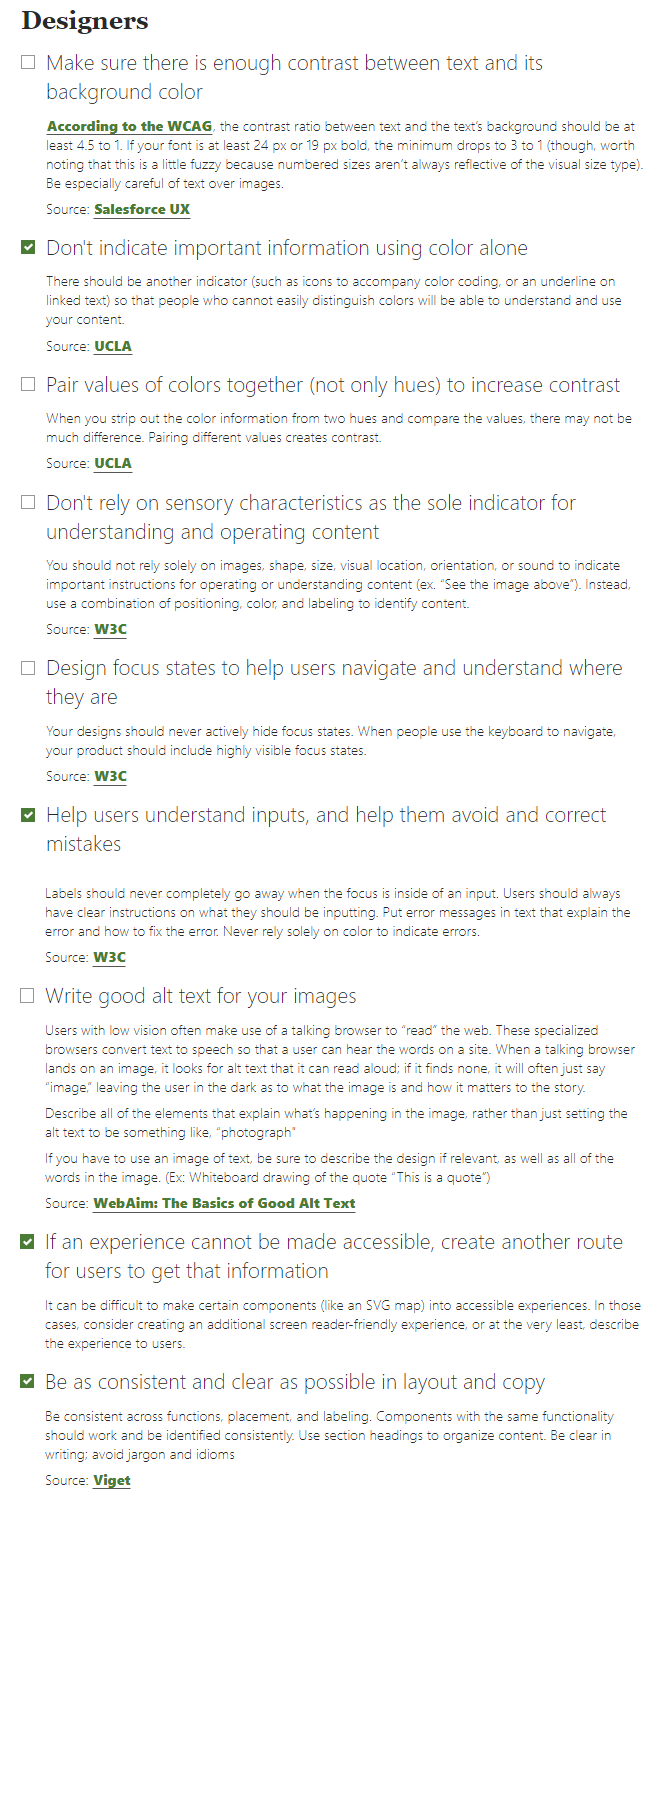 Designers
Make sure there is enough contrast between text and its
background color
According to the WCAG, the contrast ratio between text and the text's background should be at
least 4.5 to 1. If your font is at least 24 px or 19 px bold, the minimum drops to 3 to 1 (though, worth
noting that this is a little fuzzy because numbered sizes aren't always reflective of the visual size type).
Be especially careful of text over images.
Source: Salesforce UX
Don't indicate important information using color alone
There should be another indicator (such as icons to accompany color coding, or an underline on
linked text) so that people who cannot easily distinguish colors will be able to understand and use
your content.
Source: UCLA
Pair values of colors together (not only hues) to increase contrast
When you strip out the color information from two hues and compare the values, there may not be
much difference. Pairing different values creates contrast.
Source: UCLA
Don't rely on sensory characteristics as the sole indicator for
understanding and operating content
You should not rely solely on images, shape, size, visual location, orientation, or sound to indicate
important instructions for operating or understanding content (ex. “See the image above”). Instead,
use a combination of positioning, color, and labeling to identify content.
Source: W3C
Design focus states to help users navigate and understand where
they are
Your designs should never actively hide focus states. When people use the keyboard to navigate,
your product should include highly visible focus states.
Source: W3C
Help users understand inputs, and help them avoid and correct
mistakes
Labels should never completely go away when the focus is inside of an input. Users should always
have clear instructions on what they should be inputting. Put error messages in text that explain the
error and how to fix the error. Never rely solely on color to indicate errors.
Source: W3C
Write good alt text for your images
Users with low vision often make use of a talking browser to “read” the web. These specialized
browsers convert text to speech so that a user can hear the words on a site. When a talking browser
lands on an image, it looks for alt text that it can read aloud; if it finds none, it will often just say
“image,” leaving the user in the dark as to what the image is and how it matters to the story.
Describe all of the elements that explain what's happening in the image, rather than just setting the
alt text to be something like, “photograph”
If you have to use an image of text, be sure to describe the design if relevant, as well as all of the
words in the image. (Ex: Whiteboard drawing of the quote “This is a quote”)
Source: WebAim: The Basics of Good Alt Text
If an experience cannot be made accessible, create another route
for users to get that information
It can be difficult to make certain components (like an SVG map) into accessible experiences. In those
cases, consider creating an additional screen reader-friendly experience, or at the very least, describe
the experience to users.
Be as consistent and clear as possible in layout and copy
Be consistent across functions, placement, and labeling. Components with the same functionality
should work and be identified consistently. Use section headings to organize content. Be clear in
writing; avoid jargon and idioms
Source: Viget